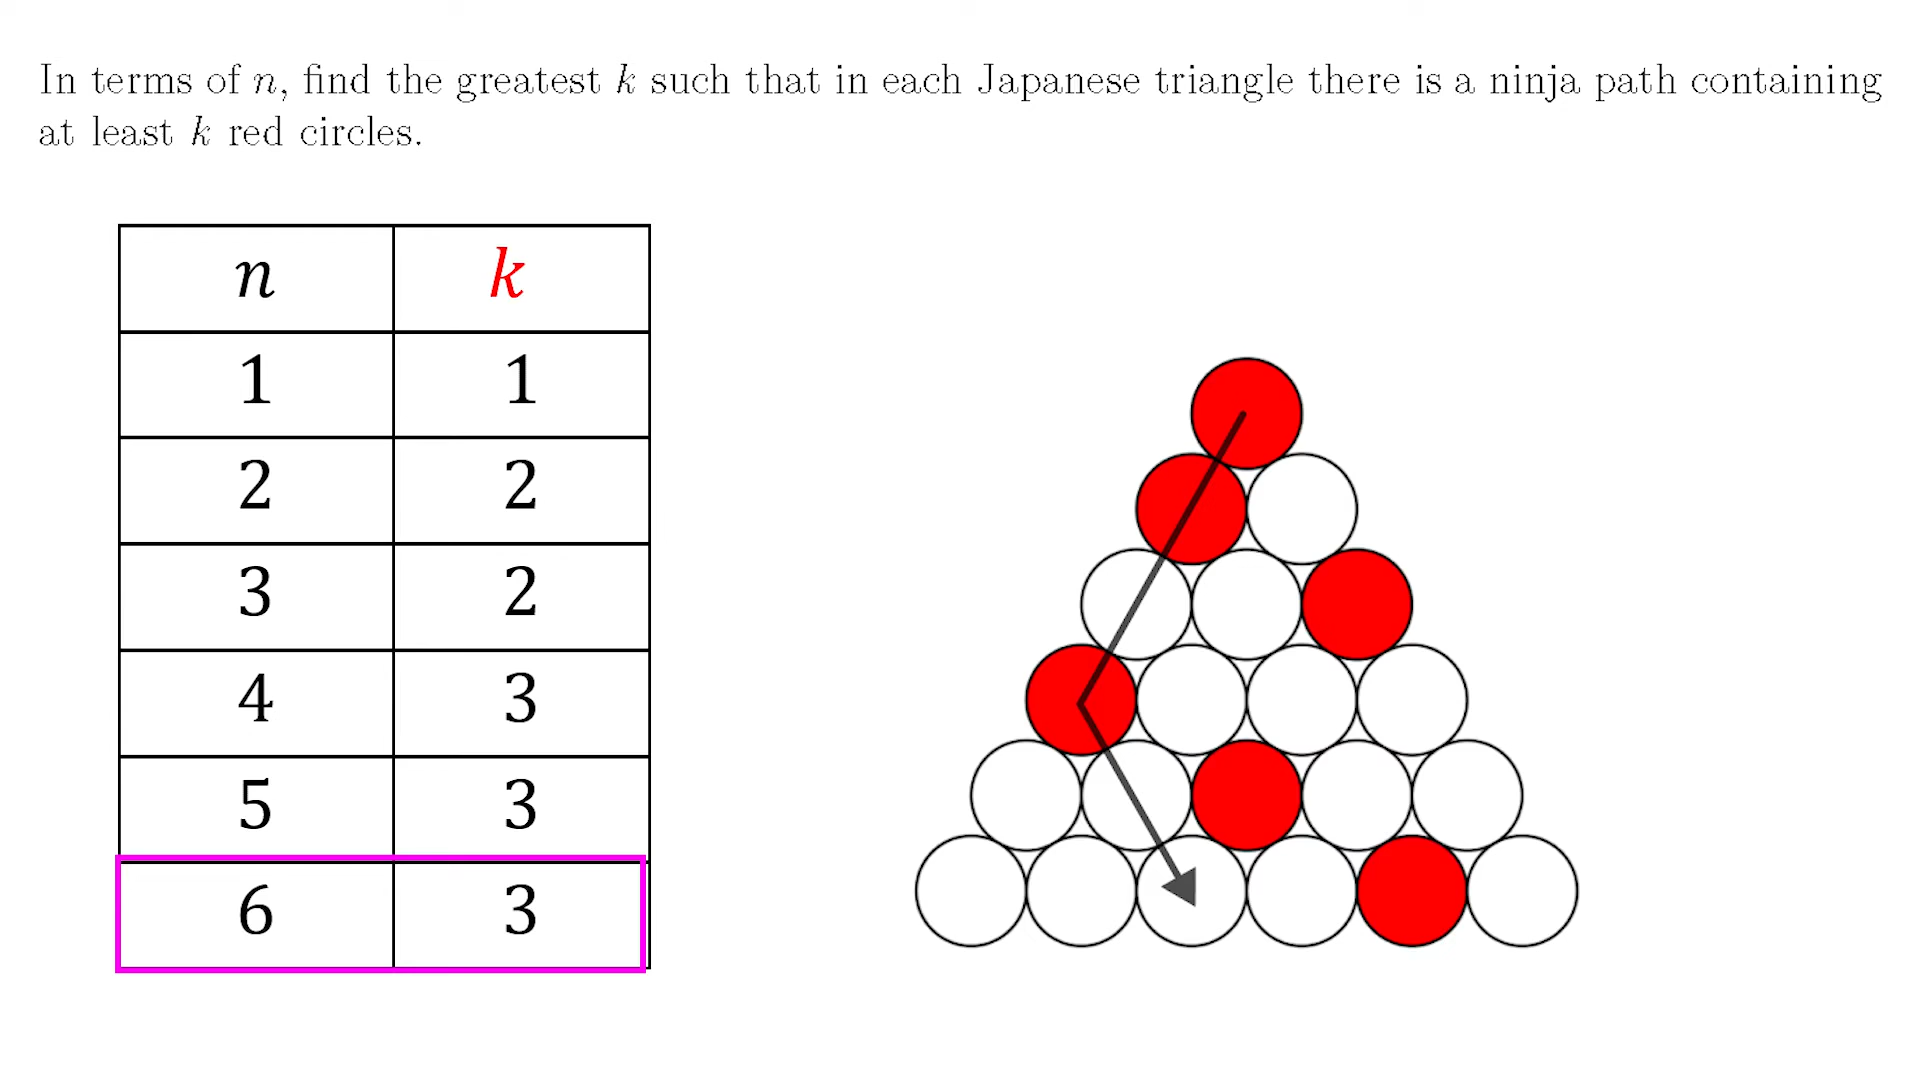 In terms of n, find the greatest k such that in each Japanese triangle there is a ninja path containing
at least k red circles.
n k
1 1
2 2
3 2
4 3
5 3
6 3